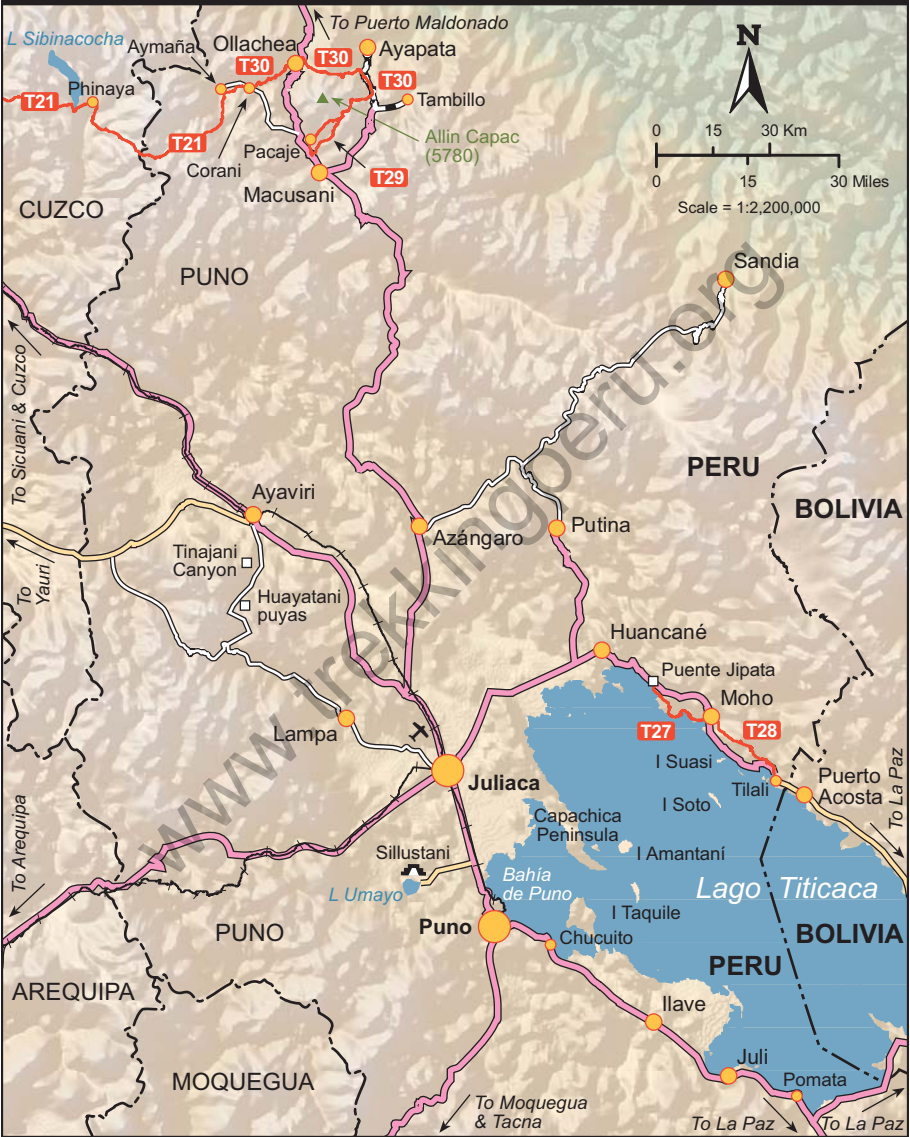 To Puerto Maldonado
L Sibinacocha
Aymaña
Ollachea
Ayapata
T30
T30
T30
Phinaya
T21
Tambillo
T21
Corani
Pacaje
Allin Capac
(5780)
T29
Macusani
N
0 15 30 Km
0 15 30 Miles
Scale = 1:2,200,000
CUZCO
PUNO
Sandia
To Sicuani & Cuzco
PERU
BOLIVIA
Ayaviri
Azángaro
Putina
To
Yauri
Tinajani
Canyon
Huayatani
puyas
Huancané
Puente Jipata
Moho
T27
T28
Lampa
I Suasi
Tilali
Puerto
Acosta
To La Paz
Juliaca
I Soto
Capachica
Peninsula
To Arequipa
Sillustani
I Amantaní
L Umayo
Bahía
de Puno
Lago Titicaca
I Taquile
PUNO
Puno
Chucuito
BOLIVIA
PERU
AREQUIPA
Ilave
MOQUEGUA
Juli
Pomata
To Moquegua
& Tacna
To La Paz
To La Paz
www.trekkingperu.org